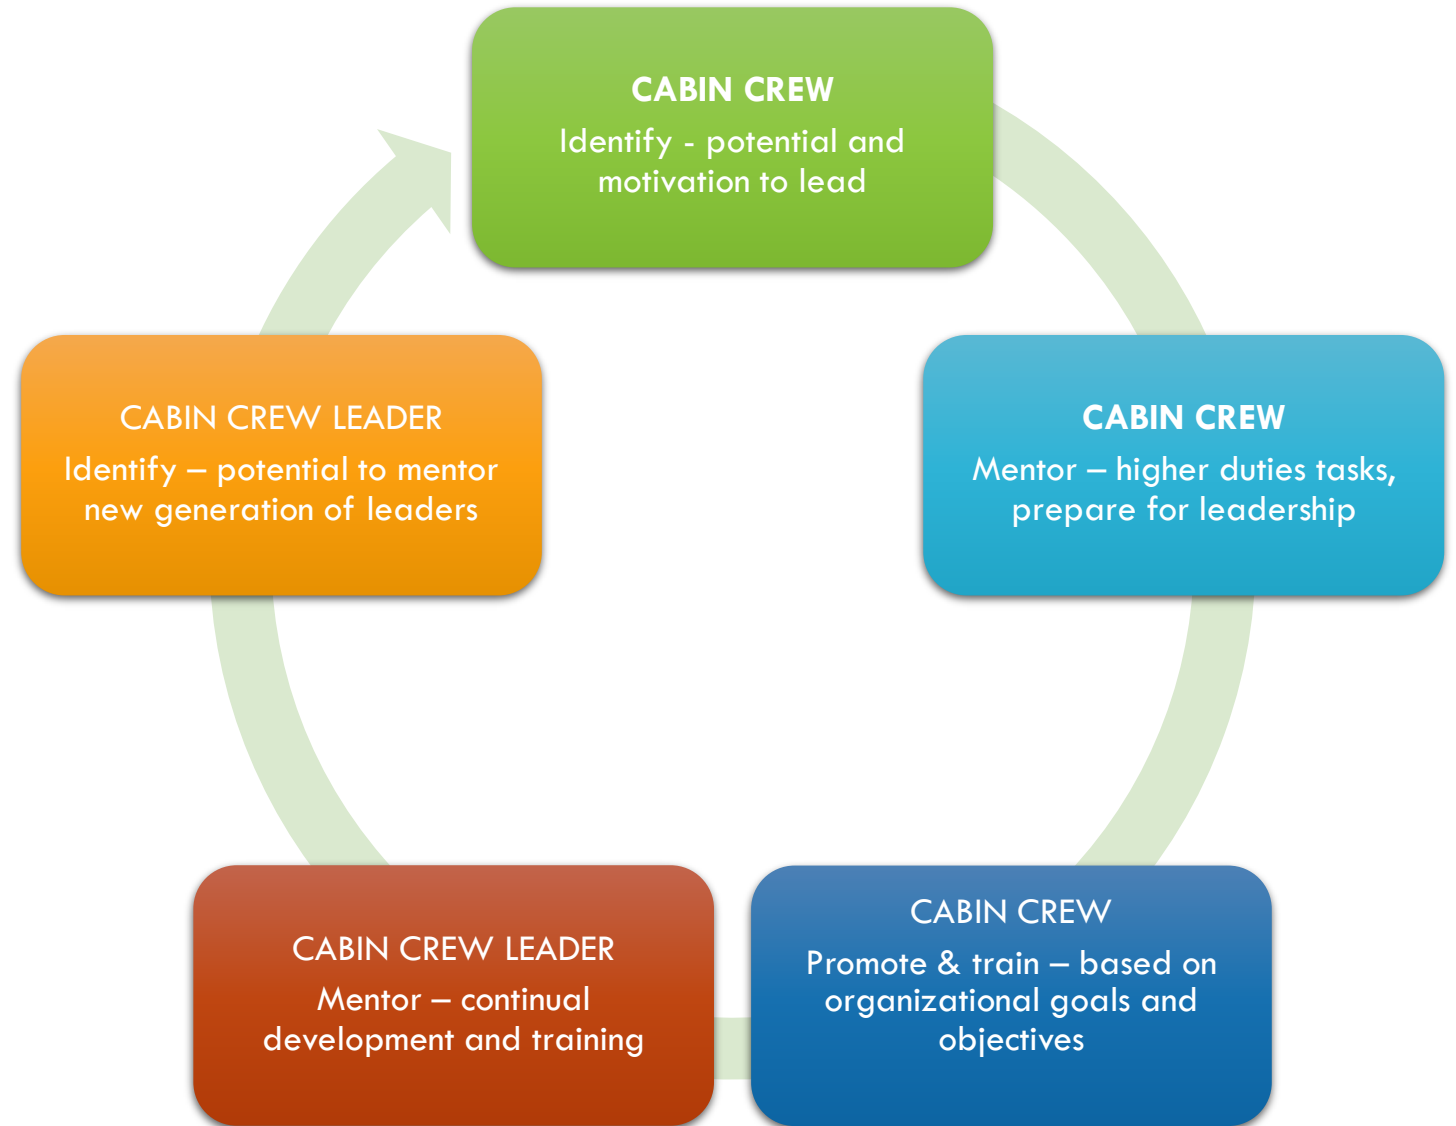 CABIN CREW
Identify - potential and
motivation to lead
CABIN CREW
Mentor – higher duties tasks,
prepare for leadership
CABIN CREW
Promote & train – based on
organizational goals and
objectives
CABIN CREW LEADER
Mentor – continual
development and training
CABIN CREW LEADER
Identify – potential to mentor
new generation of leaders